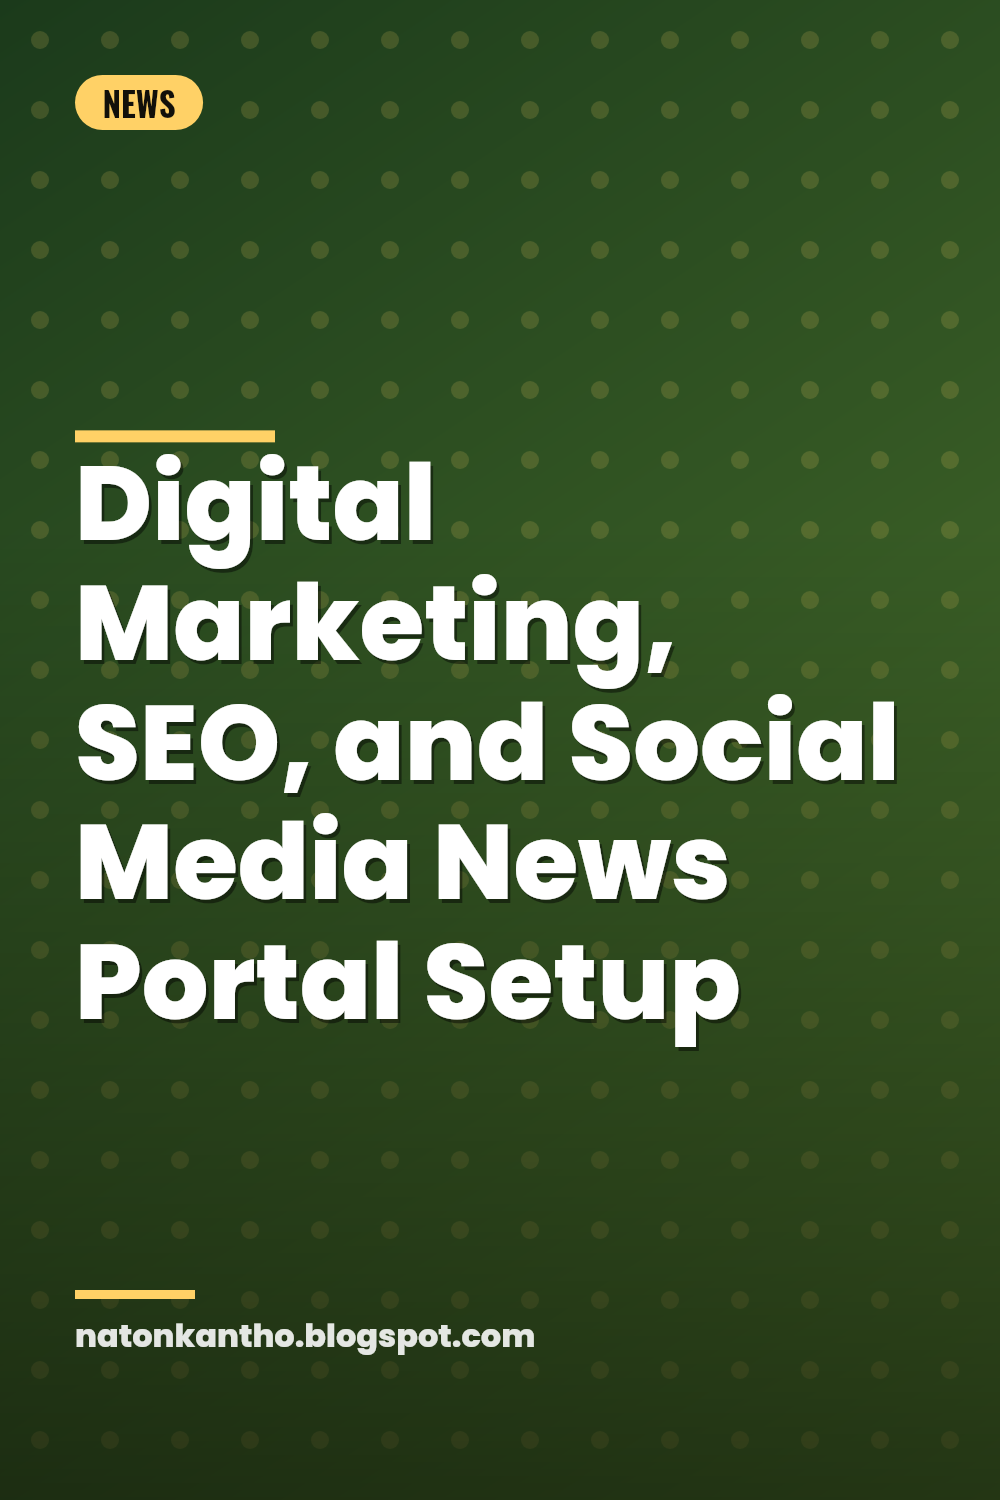 NEWS
Digital
Marketing,
SEO, and Social
Media News
Portal Setup
natonkantho.blogspot.com